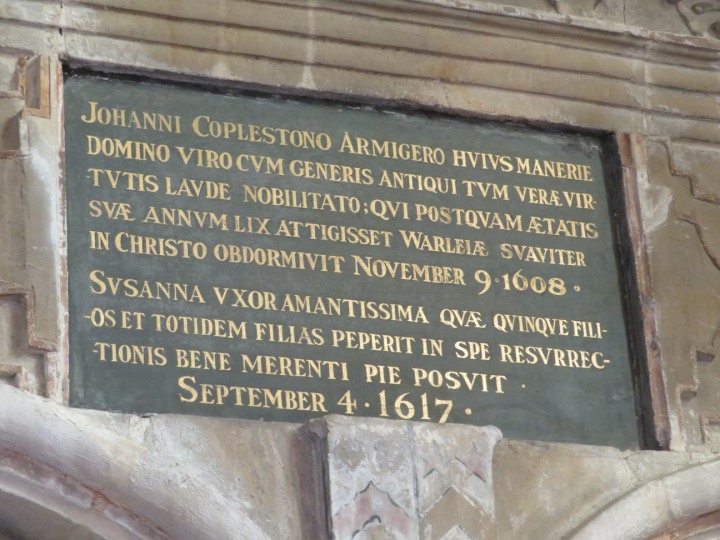 JOHANNI COPLESTONO ARMIGERO HVIVS MANERIE
DOMINO VIRO CVM GENERIS ANTIQUI TVM VERÆ VIR-
-TVTIS LAVDE NOBILITATO; QVI POSTQVAM ÆTATIS
SVÆ ANNVM LIX ATTIGISSET WARLEIÆ SVAVITER
IN CHRISTO OBDORMIVIT NOVEMBER 9 · 1608 ·
SVSANNA VXOR AMANTISSIMA QVÆ QVINQVE FILI-
-OS ET TOTIDEM FILIAS PEPERIT IN SPE RESVRREC-
-TIONIS BENE MERENTI PIE POSVIT ·
SEPTEMBER 4 · 1617 ·